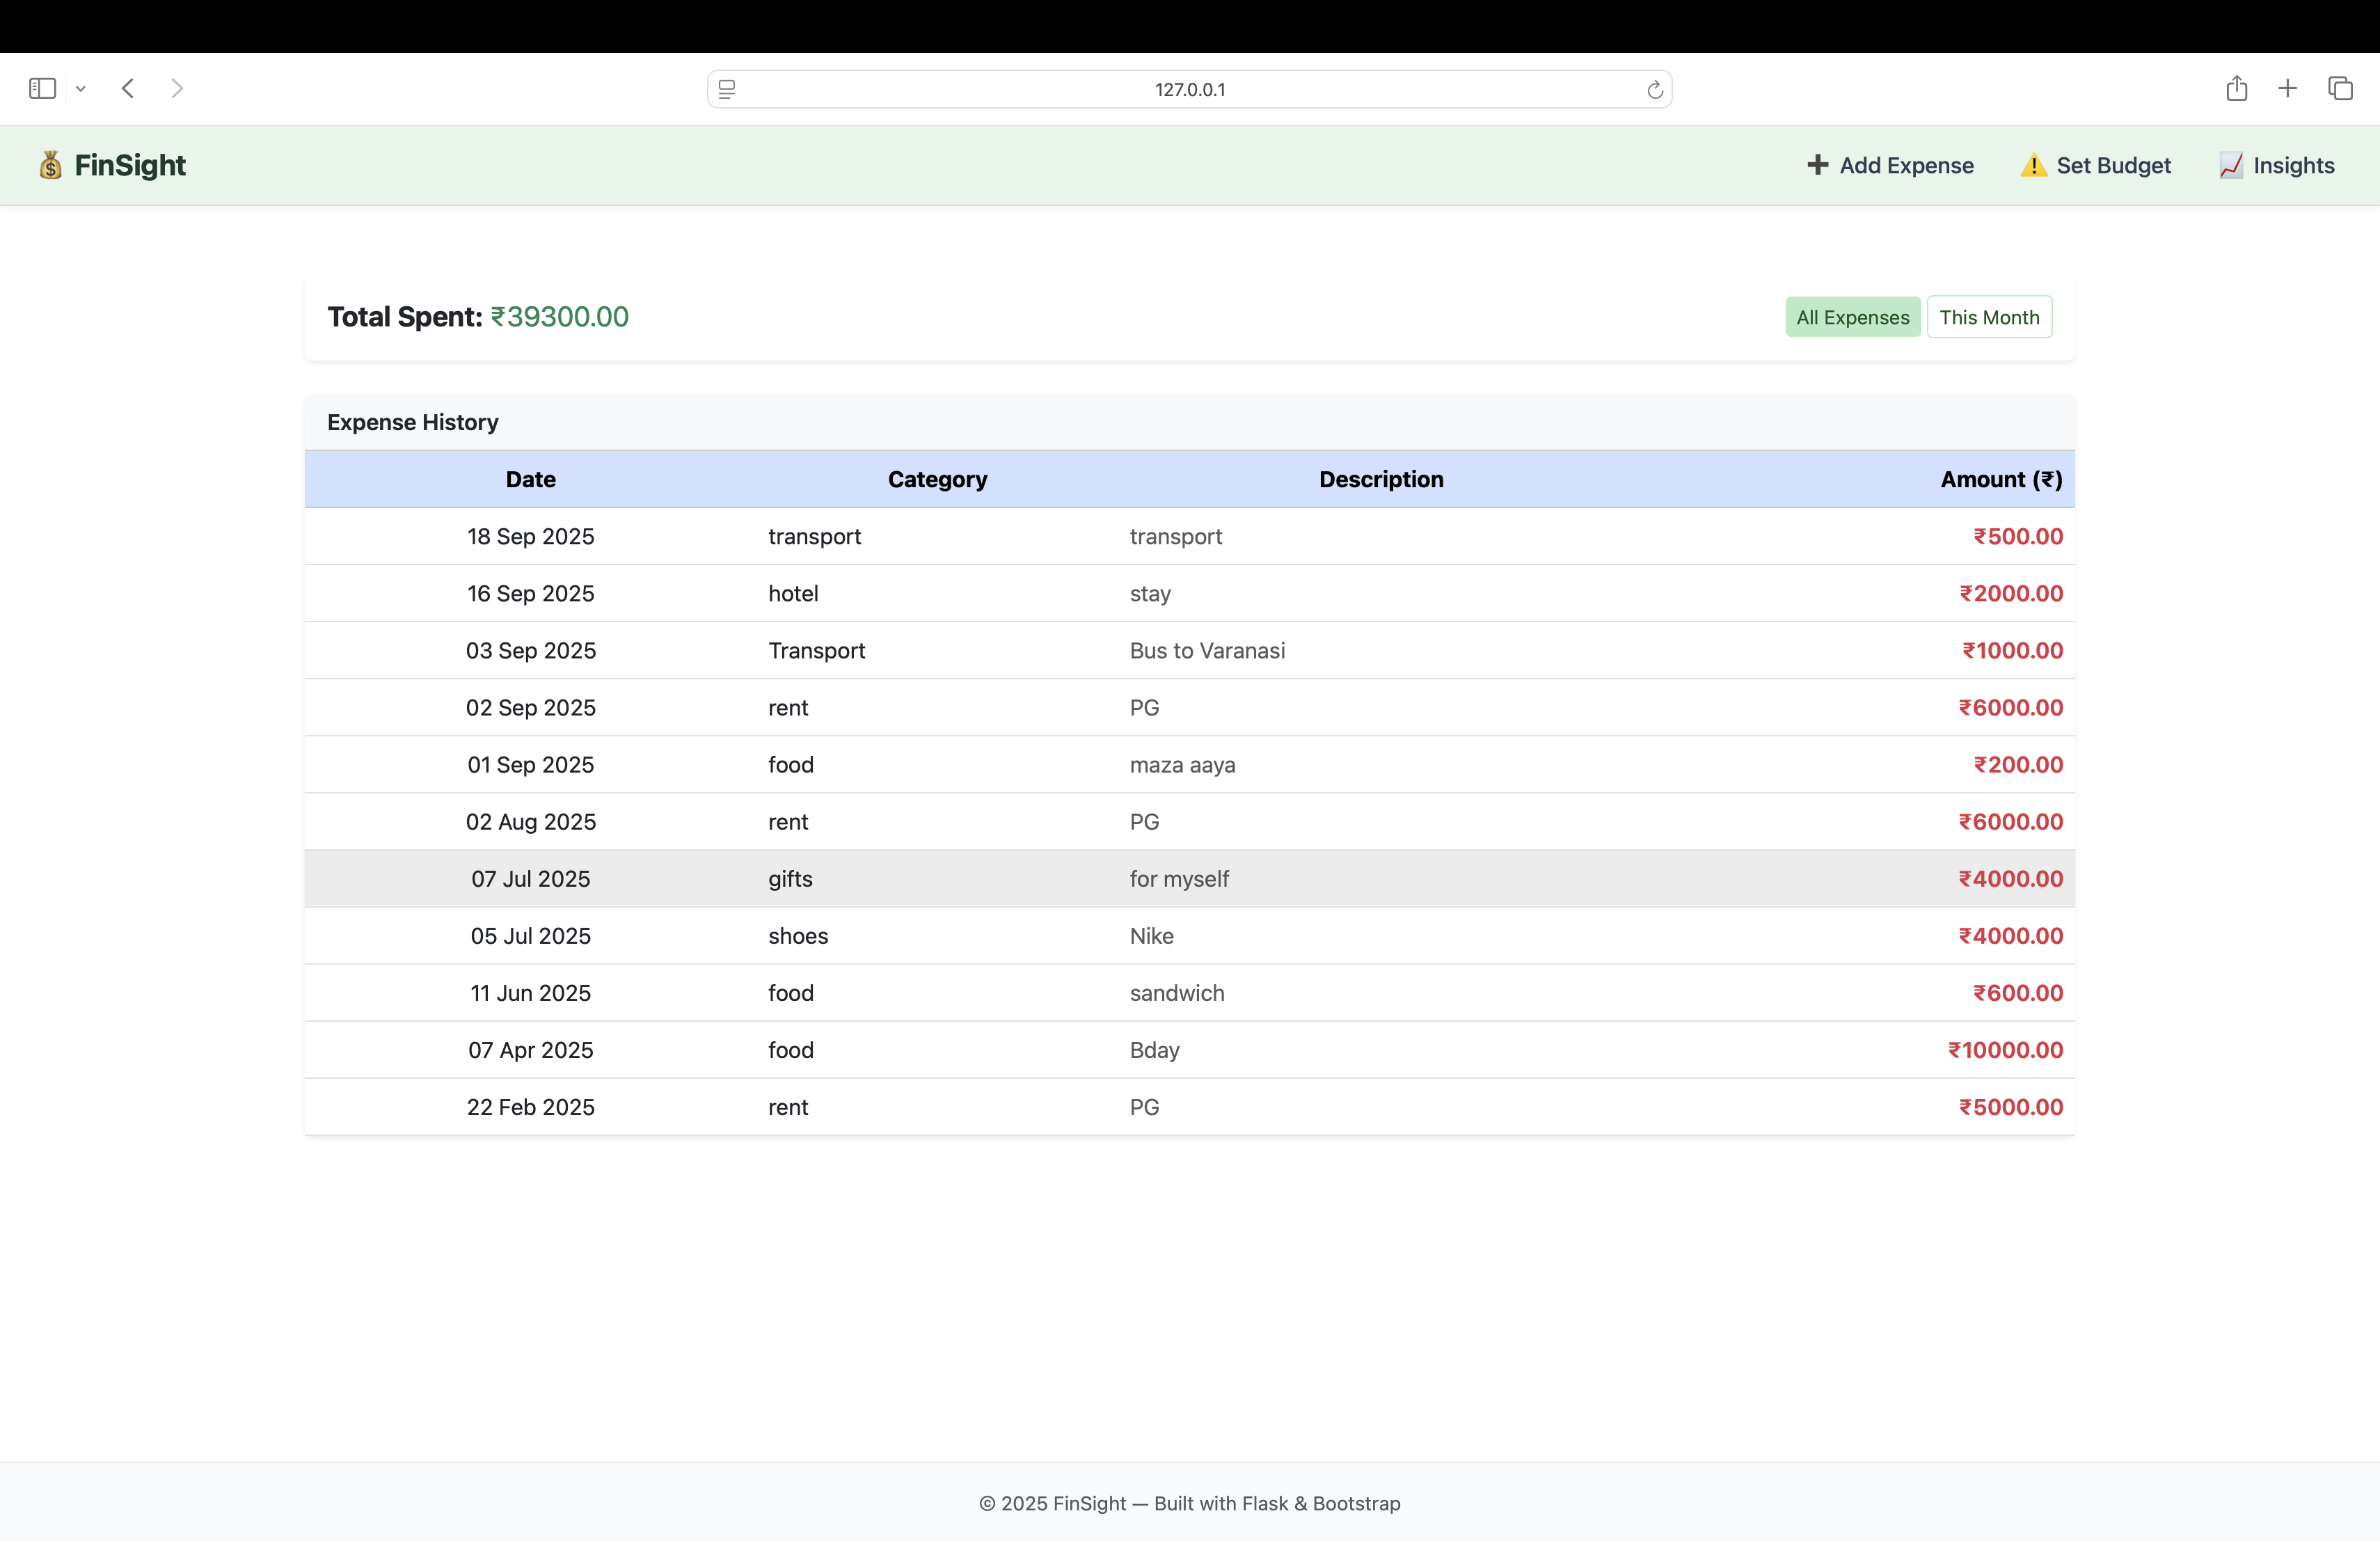 127.0.0.1
FinSight
Add Expense Set Budget Insights
Total Spent: ₹39300.00
All Expenses This Month
Expense History
Date Category Description Amount (₹)
18 Sep 2025 transport transport ₹500.00
16 Sep 2025 hotel stay ₹2000.00
03 Sep 2025 Transport Bus to Varanasi ₹1000.00
02 Sep 2025 rent PG ₹6000.00
01 Sep 2025 food maza aaya ₹200.00
02 Aug 2025 rent PG ₹6000.00
07 Jul 2025 gifts for myself ₹4000.00
05 Jul 2025 shoes Nike ₹4000.00
11 Jun 2025 food sandwich ₹600.00
07 Apr 2025 food Bday ₹10000.00
22 Feb 2025 rent PG ₹5000.00
© 2025 FinSight — Built with Flask & Bootstrap